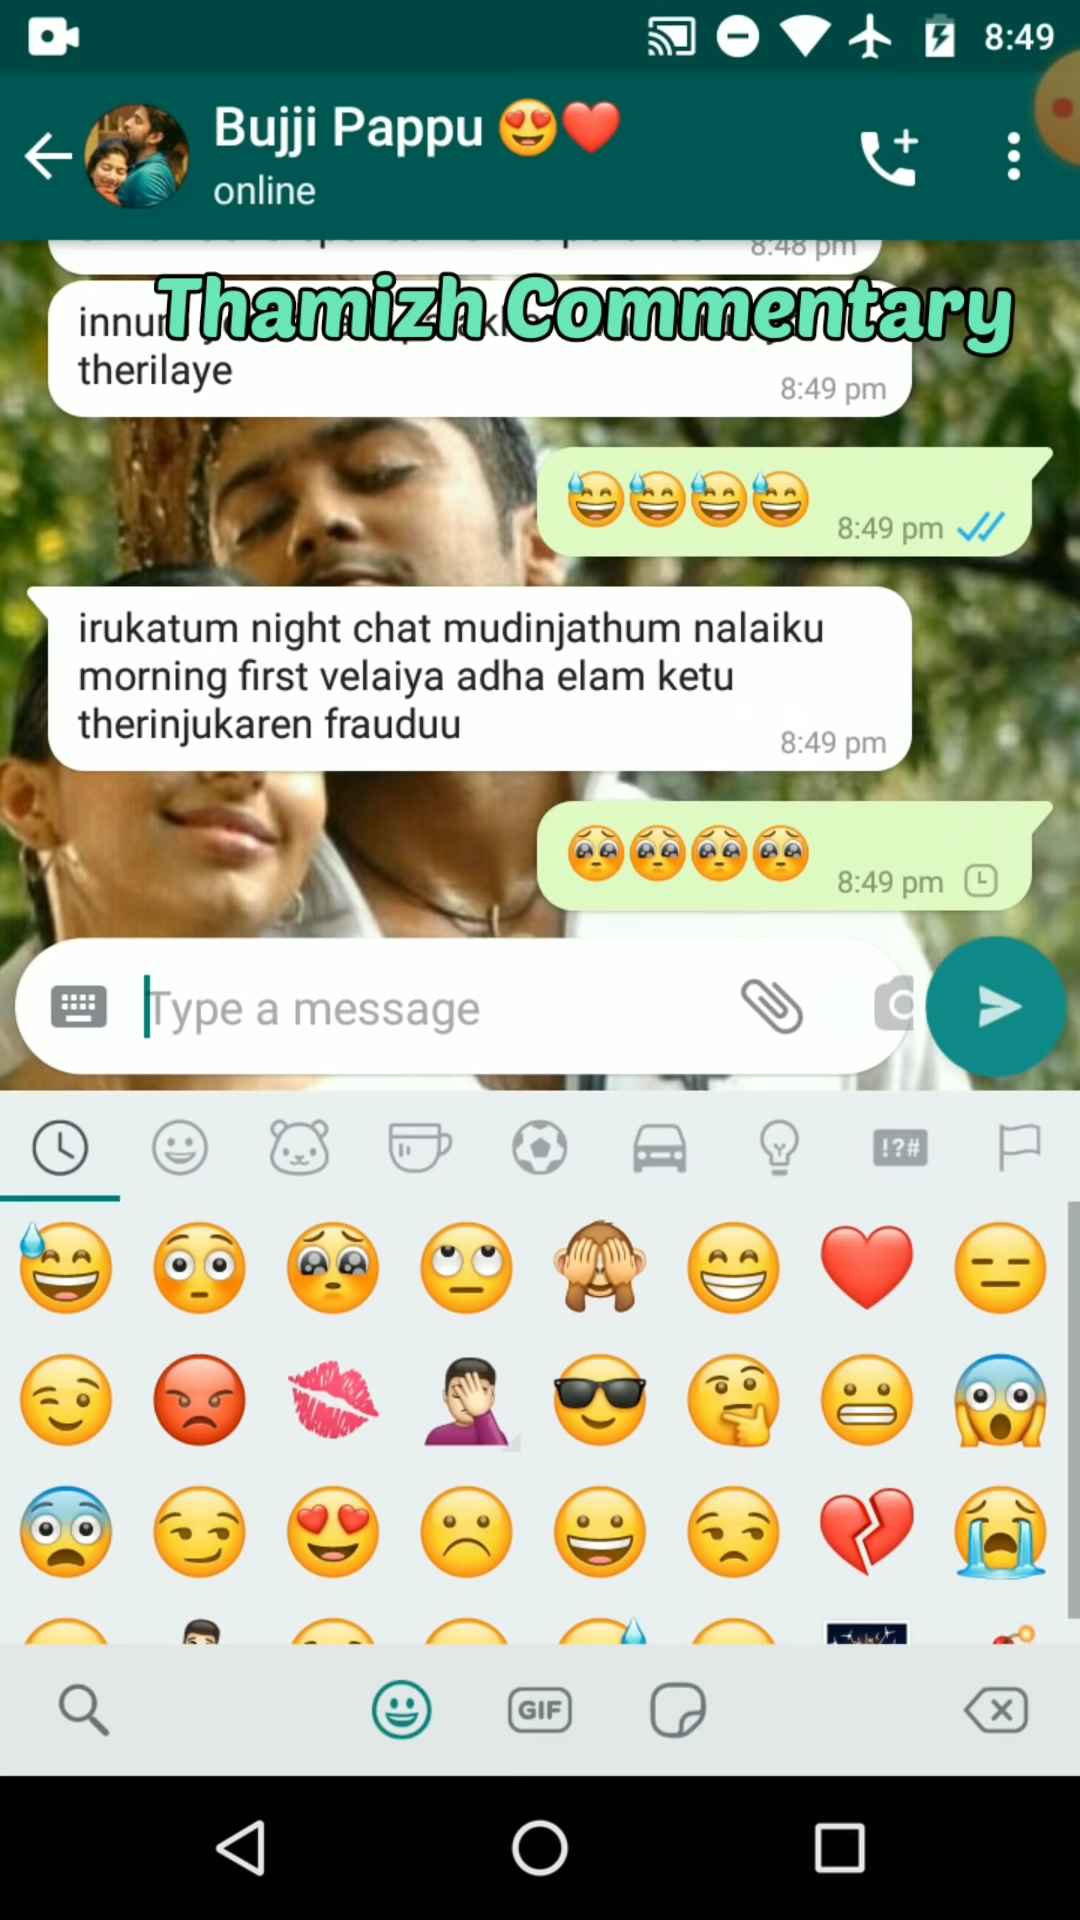 8:49
Bujji Pappu 😍❤️
online
8:48 pm
Thamizh Commentary
therilaye
8:49 pm
😅😅😅😅
8:49 pm
irukatum night chat mudinjathum nalaiku
morning first velaiya adha elam ketu
therinjukaren frauduu
8:49 pm
🥺🥺🥺🥺
8:49 pm
Type a message
!?#
GIF